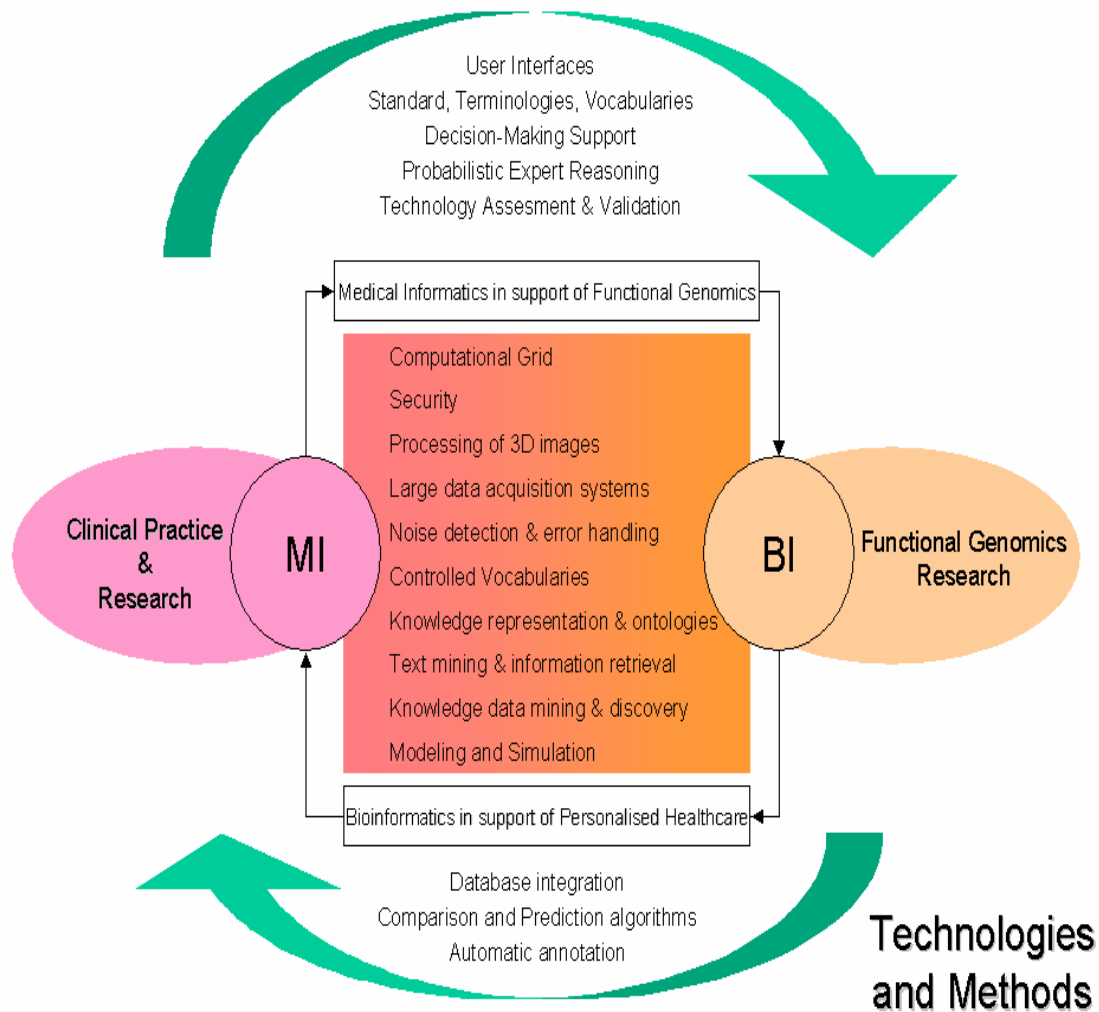 User Interfaces
Standard, Terminologies, Vocabularies
Decision-Making Support
Probabilistic Expert Reasoning
Technology Assesment & Validation
Medical Informatics in support of Functional Genomics
Computational Grid
Security
Processing of 3D images
Large data acquisition systems
Noise detection & error handling
Controlled Vocabularies
Knowledge representation & ontologies
Text mining & information retrieval
Knowledge data mining & discovery
Modeling and Simulation
Clinical Practice
&
Research
MI
BI
Functional Genomics
Research
Bioinformatics in support of Personalised Healthcare
Database integration
Comparison and Prediction algorithms
Automatic annotation
Technologies
and Methods